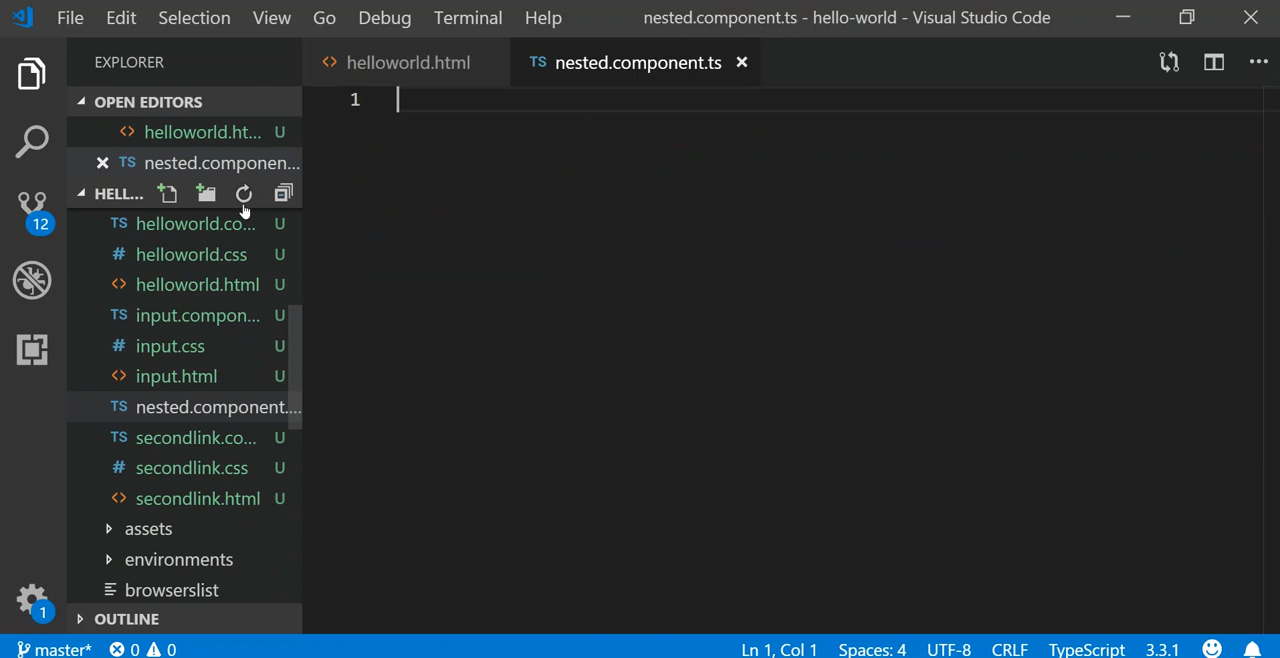 File Edit Selection View Go Debug Terminal Help nested.component.ts - hello-world - Visual Studio Code
EXPLORER
<> helloworld.html TS nested.component.ts
OPEN EDITORS
<> helloworld.ht... U
TS nested.componen...
HELL...
TS helloworld.co... U
# helloworld.css U
<> helloworld.html U
TS input.compon... U
# input.css U
<> input.html U
TS nested.component....
TS secondlink.co... U
# secondlink.css U
<> secondlink.html U
assets
environments
browserslist
OUTLINE
12
1
1
master* 0 0 Ln 1, Col 1 Spaces: 4 UTF-8 CRLF TypeScript 3.3.1